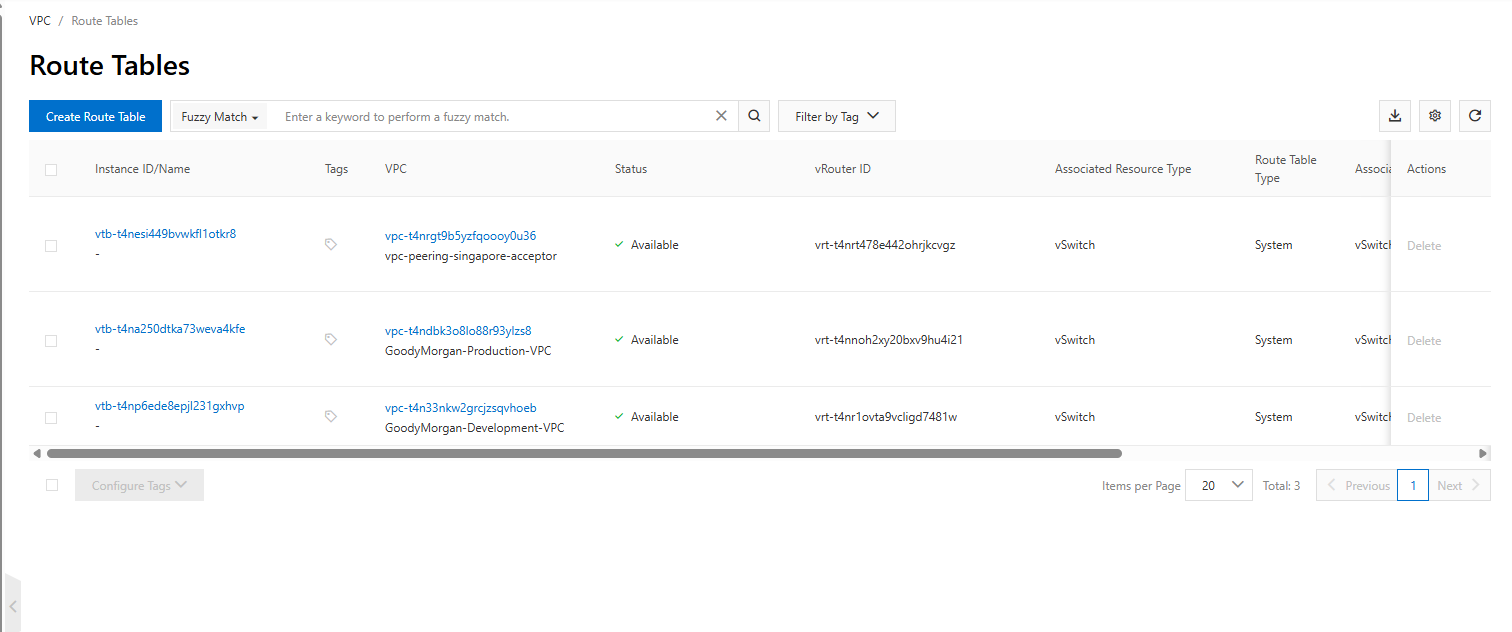 VPC / Route Tables
Route Tables
Create Route Table Fuzzy Match Enter a keyword to perform a fuzzy match. Filter by Tag
Instance ID/Name Tags VPC Status vRouter ID Associated Resource Type Route Table Type Associa Actions
vtb-t4nesi449bvwkfl1otkr8 vpc-t4nrgt9b5yzfqoooy0u36 Available vrt-t4nrt478e442ohrjkcvgz vSwitch System vSwitch Delete
- vpc-peering-singapore-acceptor
vtb-t4na250dtka73weva4kfe vpc-t4ndbk3o8lo88r93ylzs8 Available vrt-t4nnoh2xy20bxv9hu4i21 vSwitch System vSwitch Delete
- GoodyMorgan-Production-VPC
vtb-t4np6ede8epjl231gxhvp vpc-t4n33nkw2grcjzsqvhoeb Available vrt-t4nr1ovta9vcligd7481w vSwitch System vSwitch Delete
- GoodyMorgan-Development-VPC
Configure Tags Items per Page 20 Total: 3 Previous 1 Next